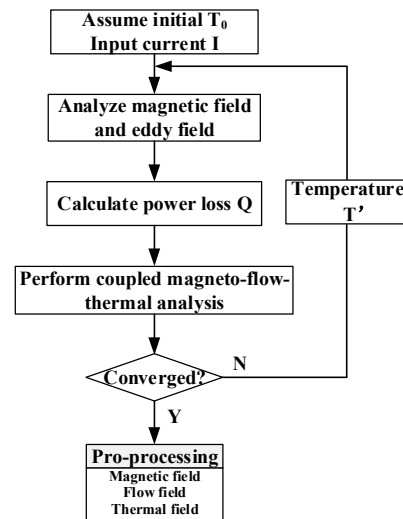 Assume initial T₀
Input current I
Analyze magnetic field
and eddy field
Calculate power loss Q
Temperature
T’
Perform coupled magneto-flow-
thermal analysis
Converged?
N
Y
Pro-processing
Magnetic field
Flow field
Thermal field